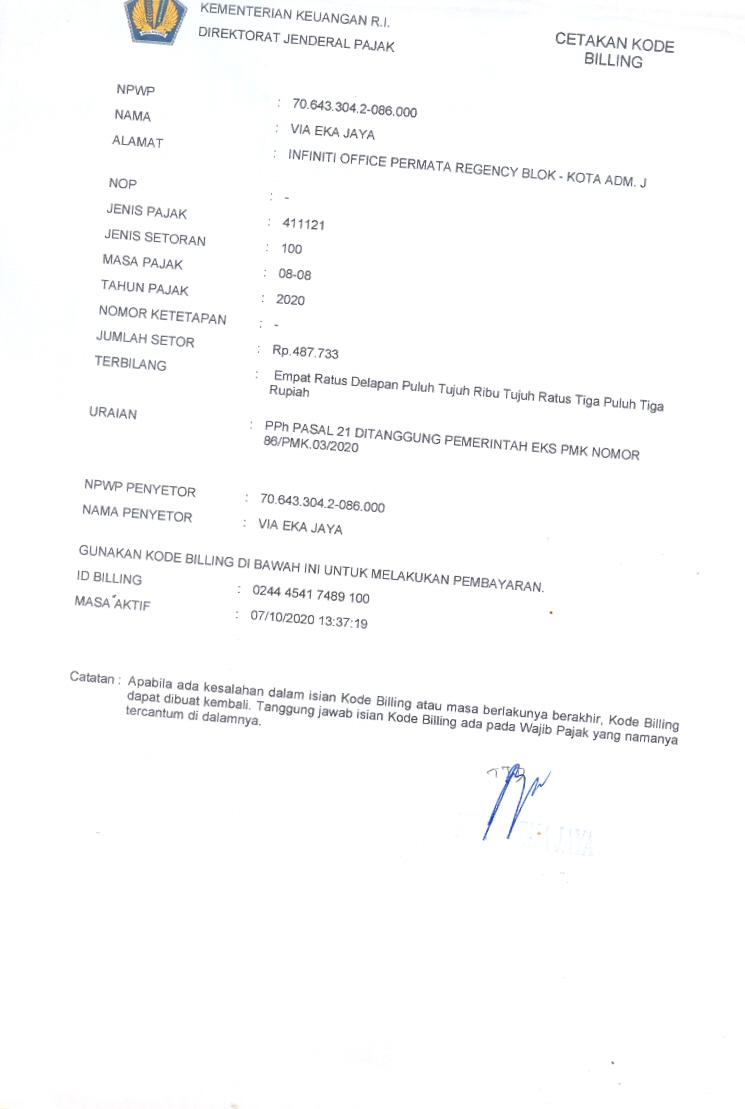 KEMENTERIAN KEUANGAN R.I.
DIREKTORAT JENDERAL PAJAK
CETAKAN KODE
BILLING
NPWP : 70.643.304.2-086.000
NAMA : VIA EKA JAYA
ALAMAT : INFINITI OFFICE PERMATA REGENCY BLOK - KOTA ADM. J
NOP : -
JENIS PAJAK : 411121
JENIS SETORAN : 100
MASA PAJAK : 08-08
TAHUN PAJAK : 2020
NOMOR KETETAPAN : -
JUMLAH SETOR : Rp.487.733
TERBILANG : Empat Ratus Delapan Puluh Tujuh Ribu Tujuh Ratus Tiga Puluh Tiga
Rupiah
URAIAN : PPh PASAL 21 DITANGGUNG PEMERINTAH EKS PMK NOMOR
86/PMK.03/2020
NPWP PENYETOR : 70.643.304.2-086.000
NAMA PENYETOR : VIA EKA JAYA
GUNAKAN KODE BILLING DI BAWAH INI UNTUK MELAKUKAN PEMBAYARAN.
ID BILLING : 0244 4541 7489 100
MASA AKTIF : 07/10/2020 13:37:19
Catatan : Apabila ada kesalahan dalam isian Kode Billing atau masa berlakunya berakhir, Kode Billing
dapat dibuat kembali. Tanggung jawab isian Kode Billing ada pada Wajib Pajak yang namanya
tercantum di dalamnya.